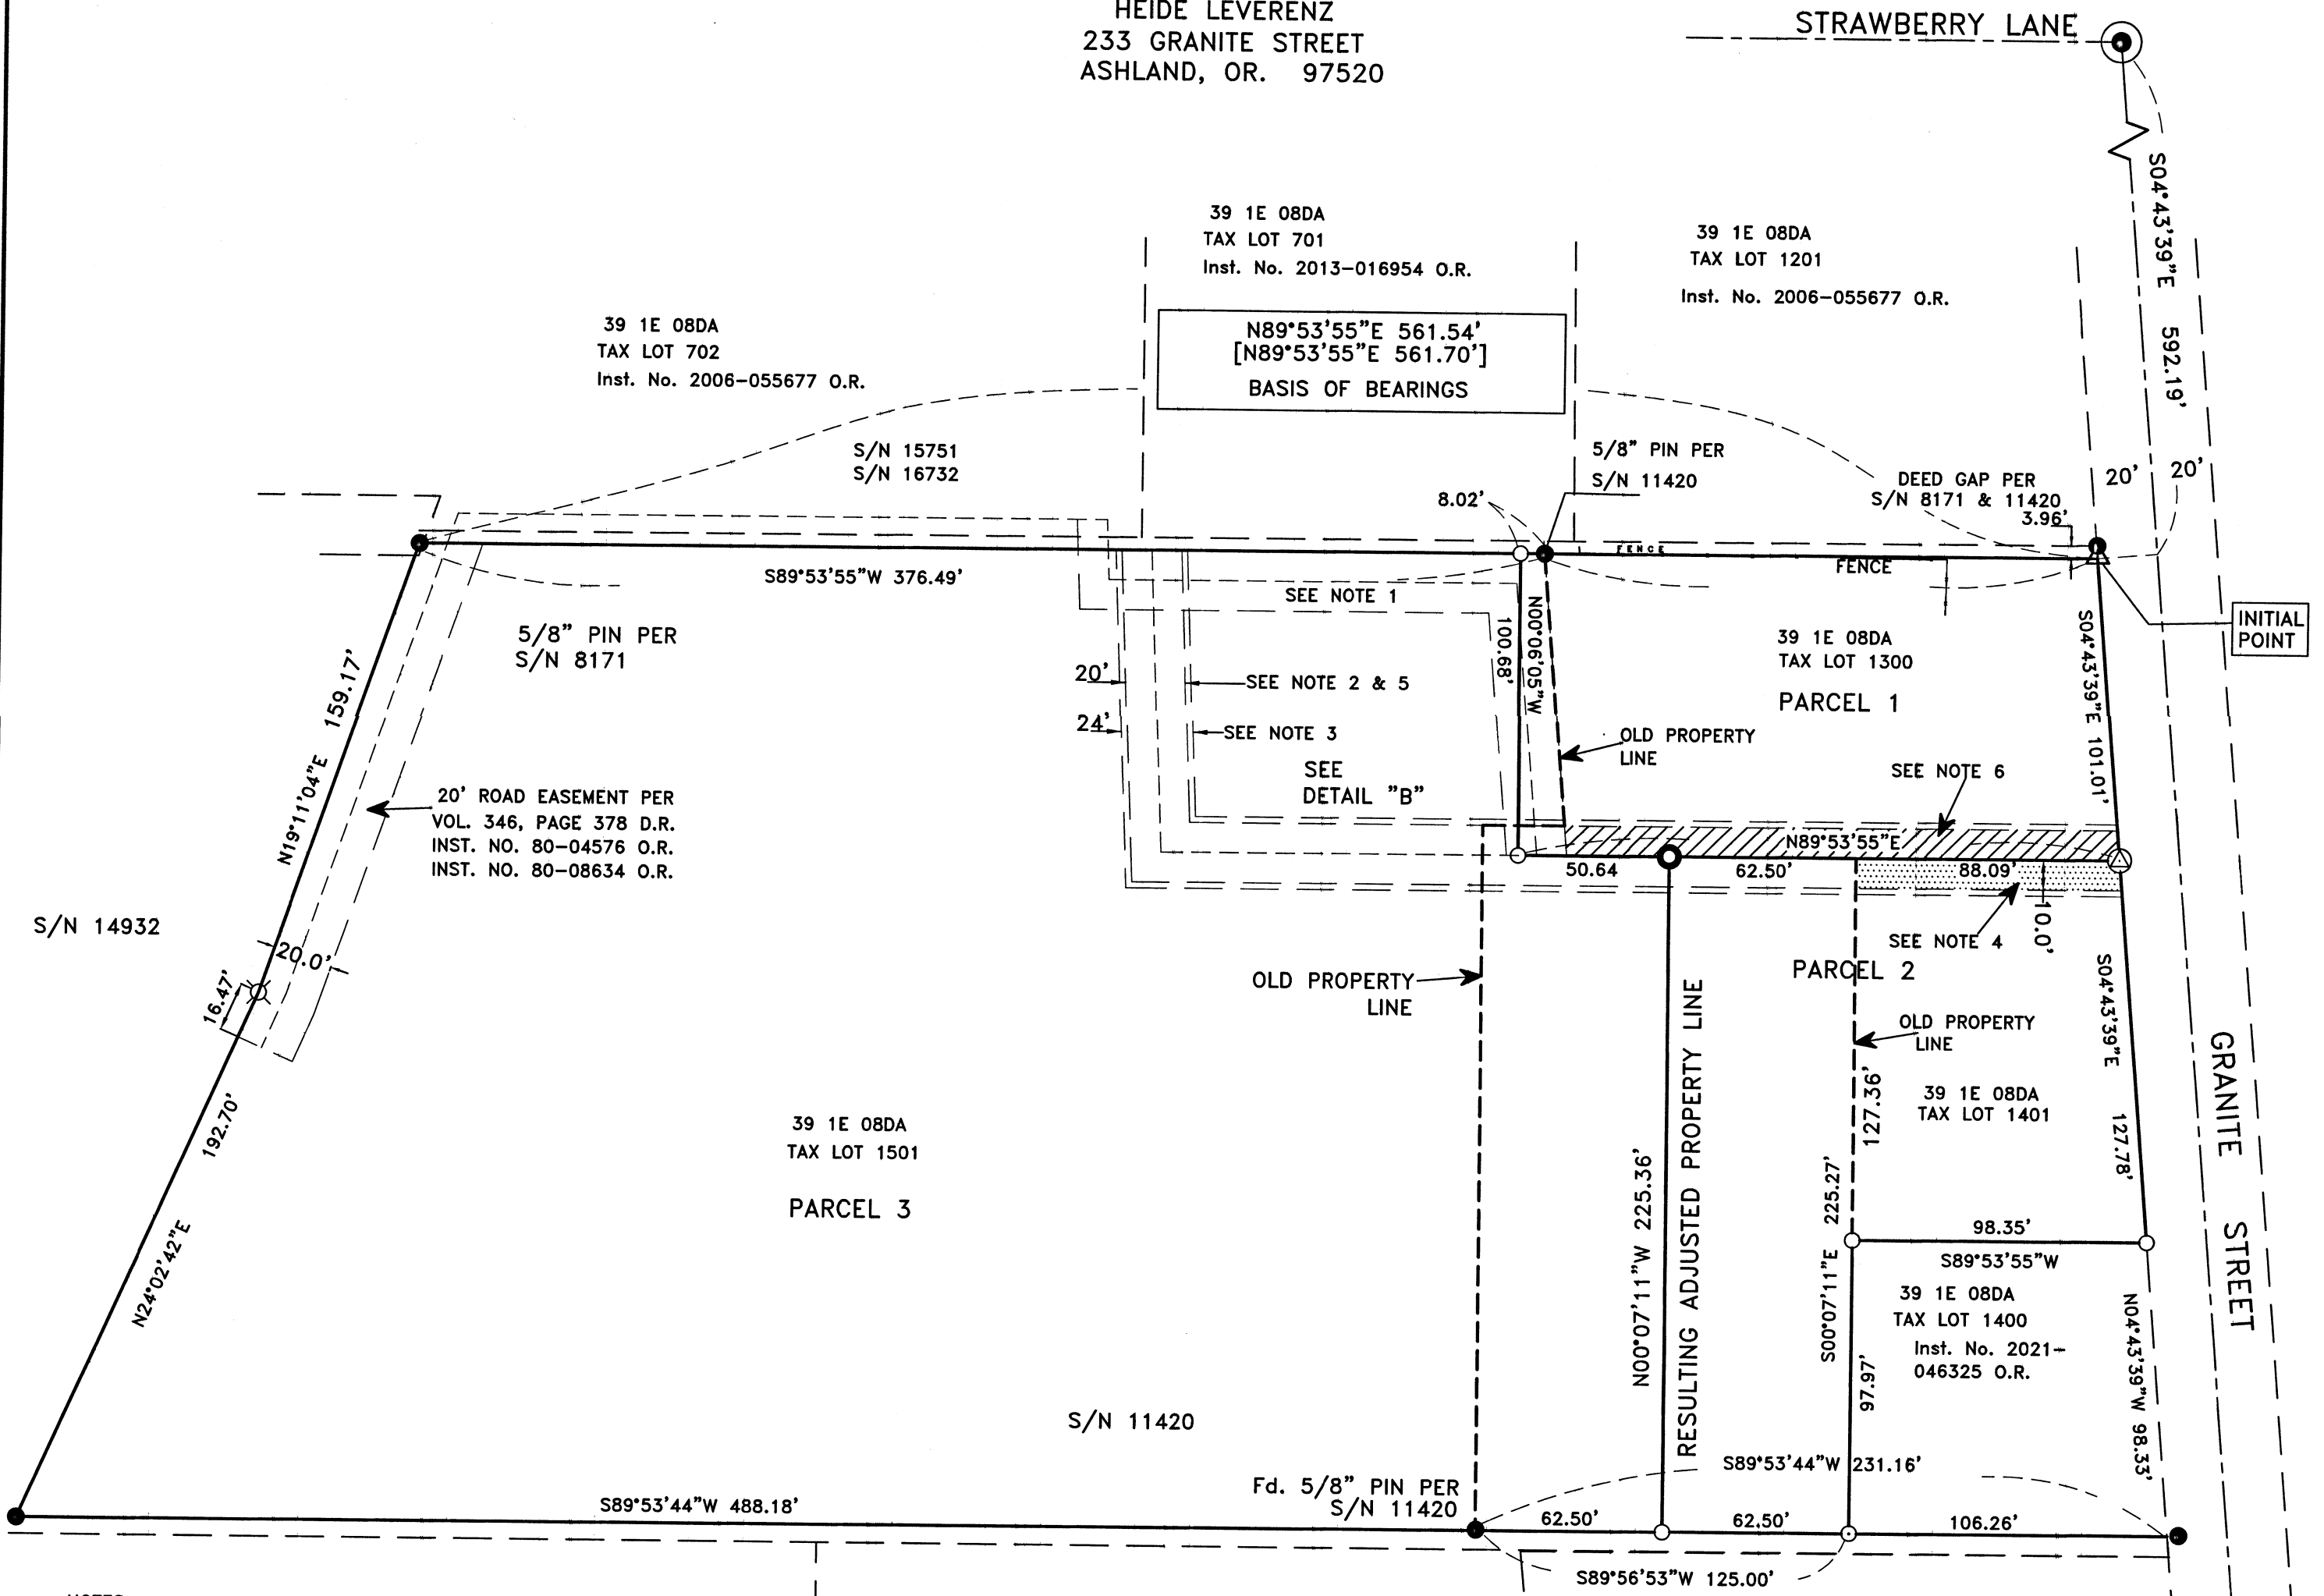 HEIDE LEVERENZ
233 GRANITE STREET
ASHLAND, OR. 97520
STRAWBERRY LANE
S04°43'39"E 592.19'
39 1E 08DA
TAX LOT 701
Inst. No. 2013-016954 O.R.
39 1E 08DA
TAX LOT 1201
Inst. No. 2006-055677 O.R.
39 1E 08DA
TAX LOT 702
Inst. No. 2006-055677 O.R.
N89°53'55"E 561.54'
[N89°53'55"E 561.70']
BASIS OF BEARINGS
S/N 15751
S/N 16732
5/8" PIN PER
S/N 11420
8.02'
DEED GAP PER
S/N 8171 & 11420
3.96'
20'
20'
FENCE
FENCE
S89°53'55"W 376.49'
SEE NOTE 1
INITIAL
POINT
5/8" PIN PER
S/N 8171
100.68'
N00°06'05"W
39 1E 08DA
TAX LOT 1300
PARCEL 1
S04°43'39"E 101.01'
20'
SEE NOTE 2 & 5
24'
SEE NOTE 3
OLD PROPERTY
LINE
SEE
DETAIL "B"
SEE NOTE 6
N19°11'04"E 159.17'
20' ROAD EASEMENT PER
VOL. 346, PAGE 378 D.R.
INST. NO. 80-04576 O.R.
INST. NO. 80-08634 O.R.
N89°53'55"E
50.64
62.50'
88.09'
10.0'
SEE NOTE 4
S/N 14932
20.0'
16.47'
OLD PROPERTY
LINE
PARCEL 2
S04°43'39"E 127.78'
OLD PROPERTY
LINE
127.36'
39 1E 08DA
TAX LOT 1401
GRANITE STREET
192.70'
N24°02'42"E
39 1E 08DA
TAX LOT 1501
PARCEL 3
N00°07'11"W 225.36'
RESULTING ADJUSTED PROPERTY LINE
S00°07'11"E 225.27'
98.35'
S89°53'55"W
39 1E 08DA
TAX LOT 1400
Inst. No. 2021-
046325 O.R.
97.97'
N04°43'39"W 98.33'
S/N 11420
S89°53'44"W 231.16'
Fd. 5/8" PIN PER
S/N 11420
S89°53'44"W 488.18'
62.50'
62.50'
106.26'
S89°56'53"W 125.00'